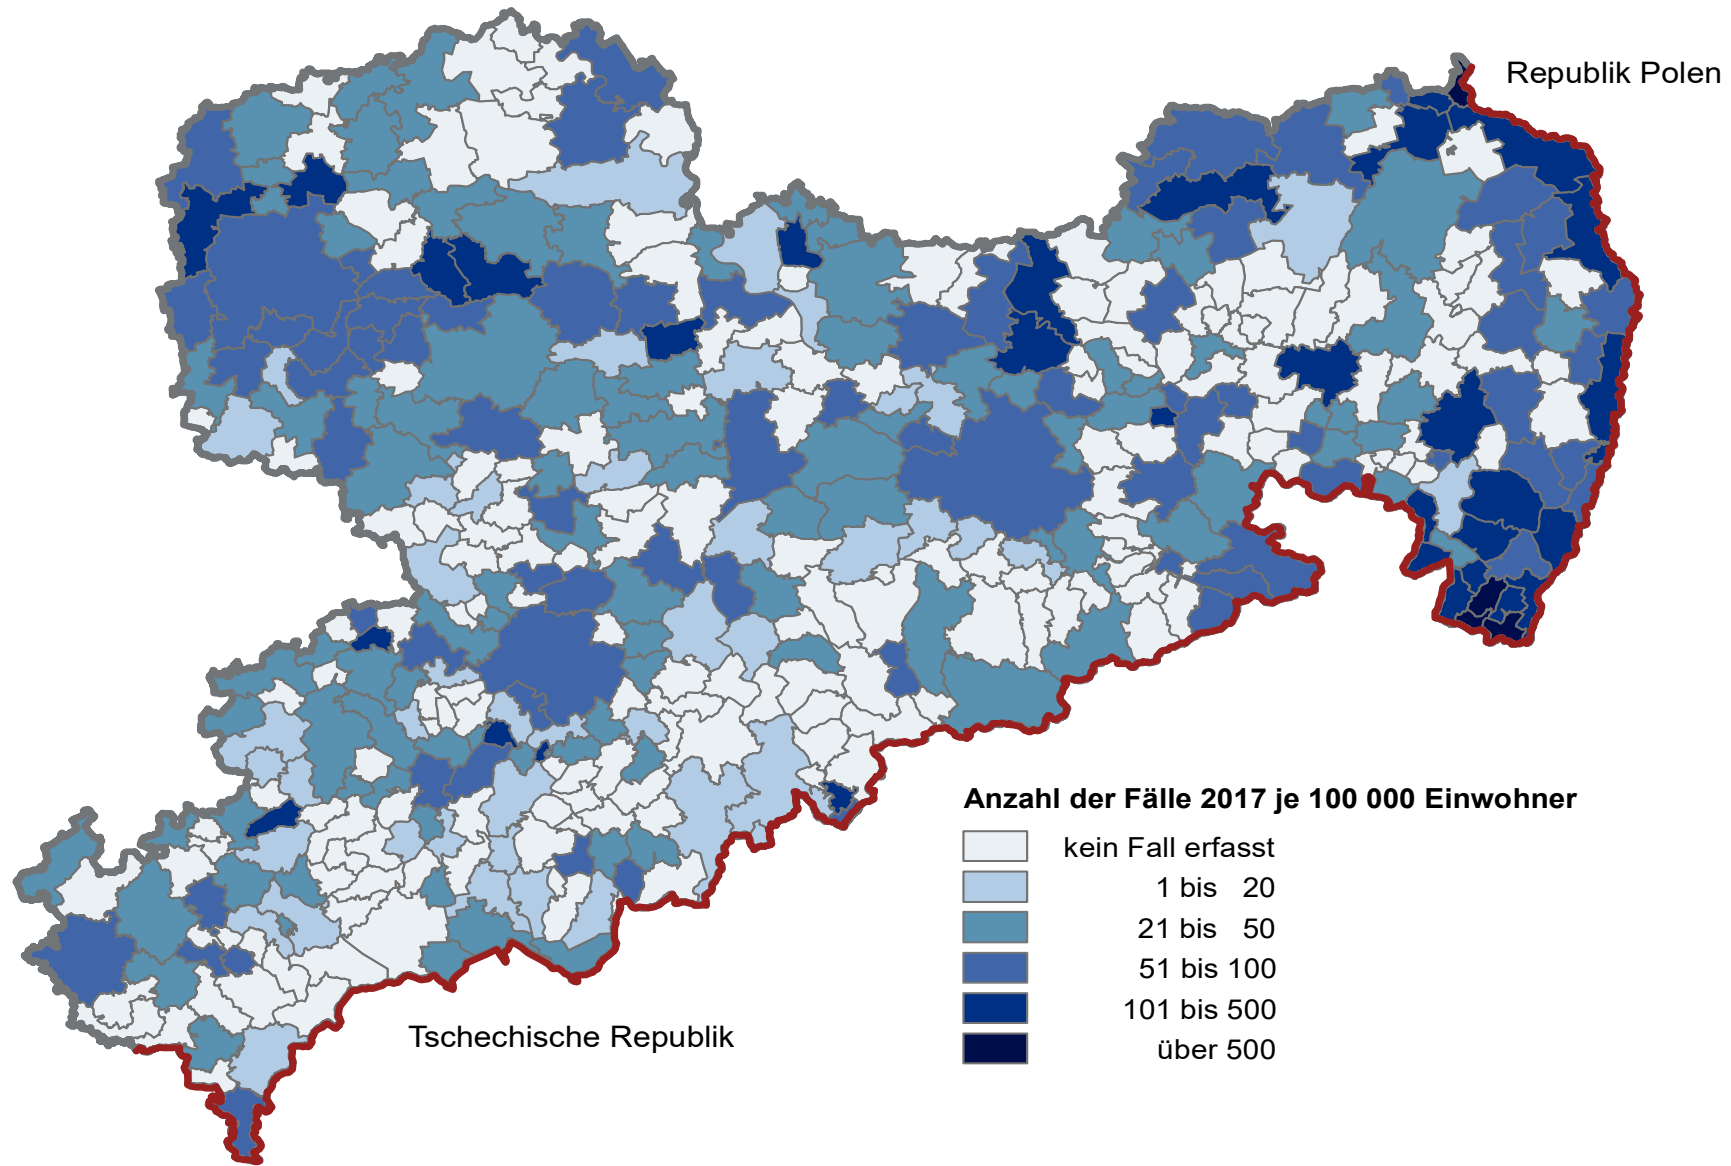 Republik Polen
Anzahl der Fälle 2017 je 100 000 Einwohner
kein Fall erfasst
1 bis 20
21 bis 50
51 bis 100
101 bis 500
über 500
Tschechische Republik